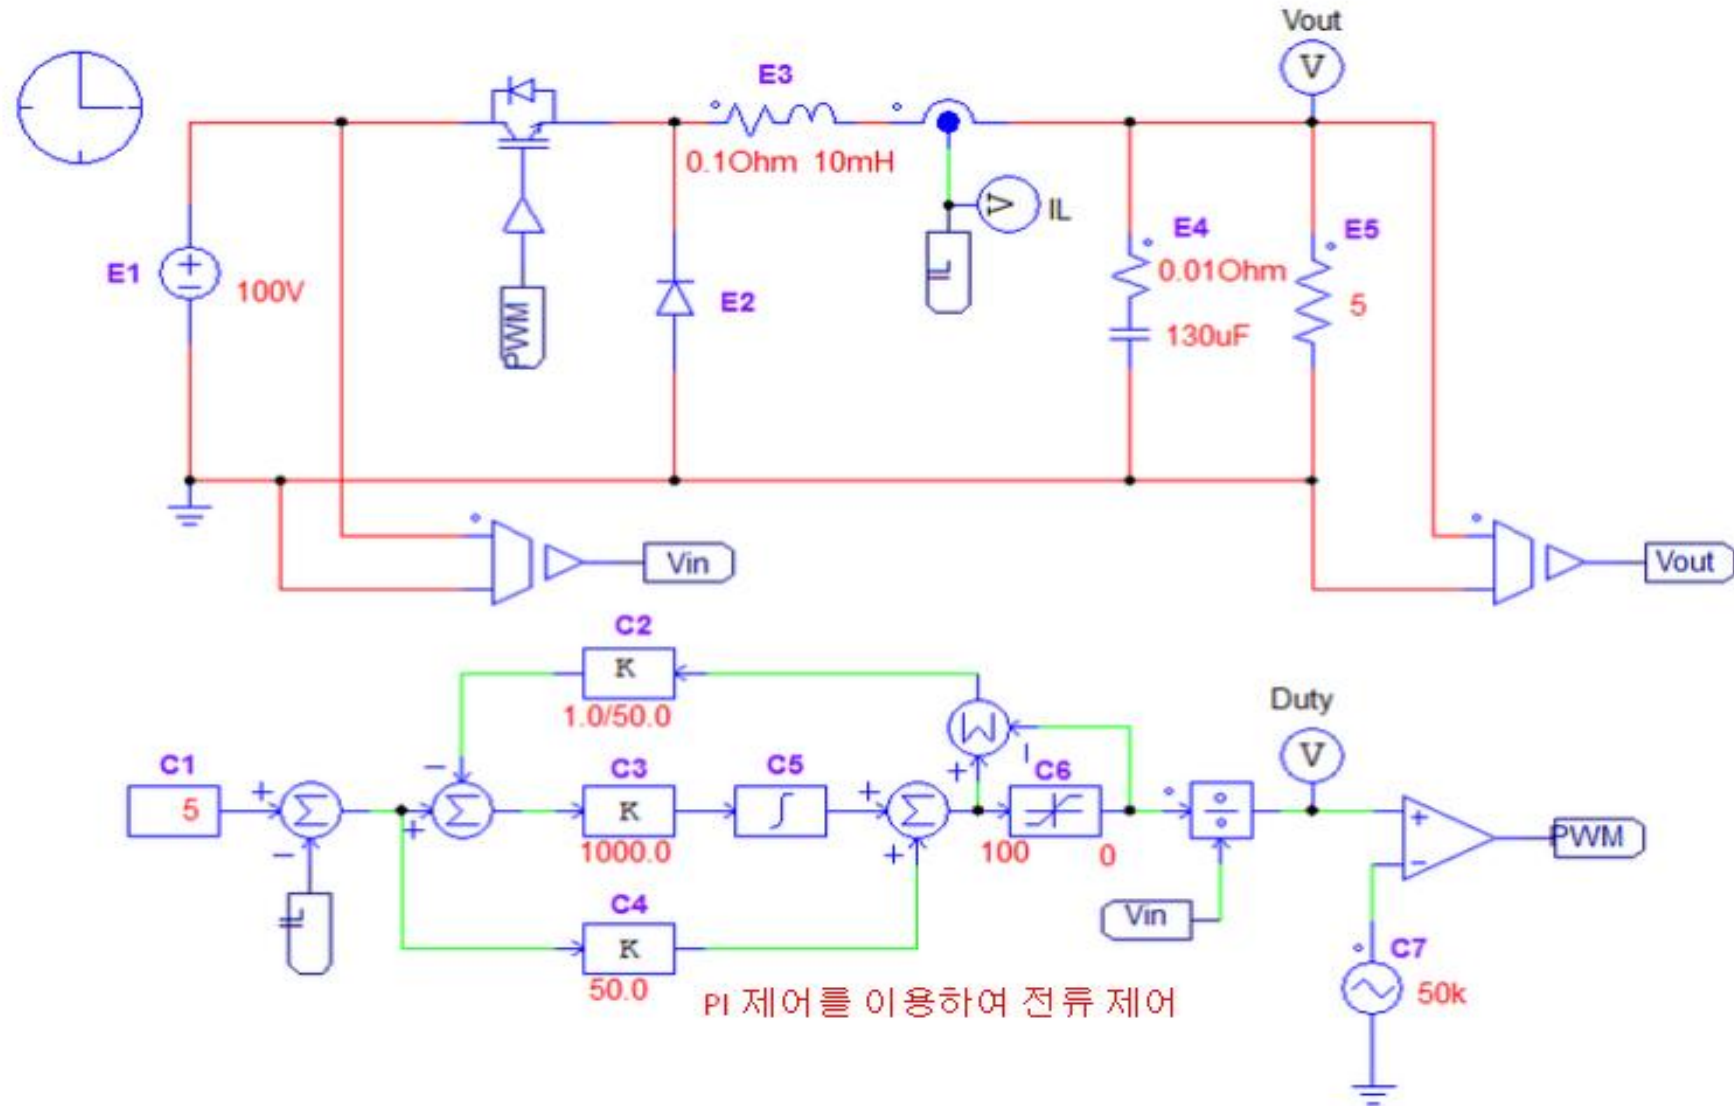 Vout
V
E3
0.1Ohm 10mH
V
IL
IL
E4
0.01Ohm
130uF
E5
5
E1
100V
PWM
E2
Vin
Vout
C2
K
1.0/50.0
C1
5
IL
C3
K
1000.0
C5
C4
K
50.0
C6
100
0
Duty
V
Vin
PWM
C7
50k
PI 제어를 이용하여 전류 제어